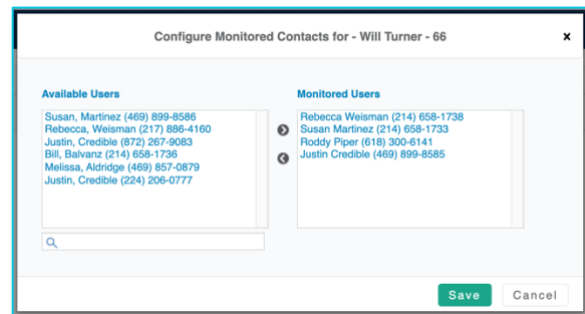 Configure Monitored Contacts for - Will Turner - 66
x
Available Users
Susan, Martinez (469) 899-8586
Rebecca, Weisman (217) 886-4160
Justin, Credible (872) 267-9083
Bill, Balvanz (214) 658-1736
Melissa, Aldridge (469) 857-0879
Justin, Credible (224) 206-0777
Monitored Users
Rebecca Weisman (214) 658-1738
Susan Martinez (214) 658-1733
Roddy Piper (618) 300-6141
Justin Credible (469) 899-8585
Save
Cancel